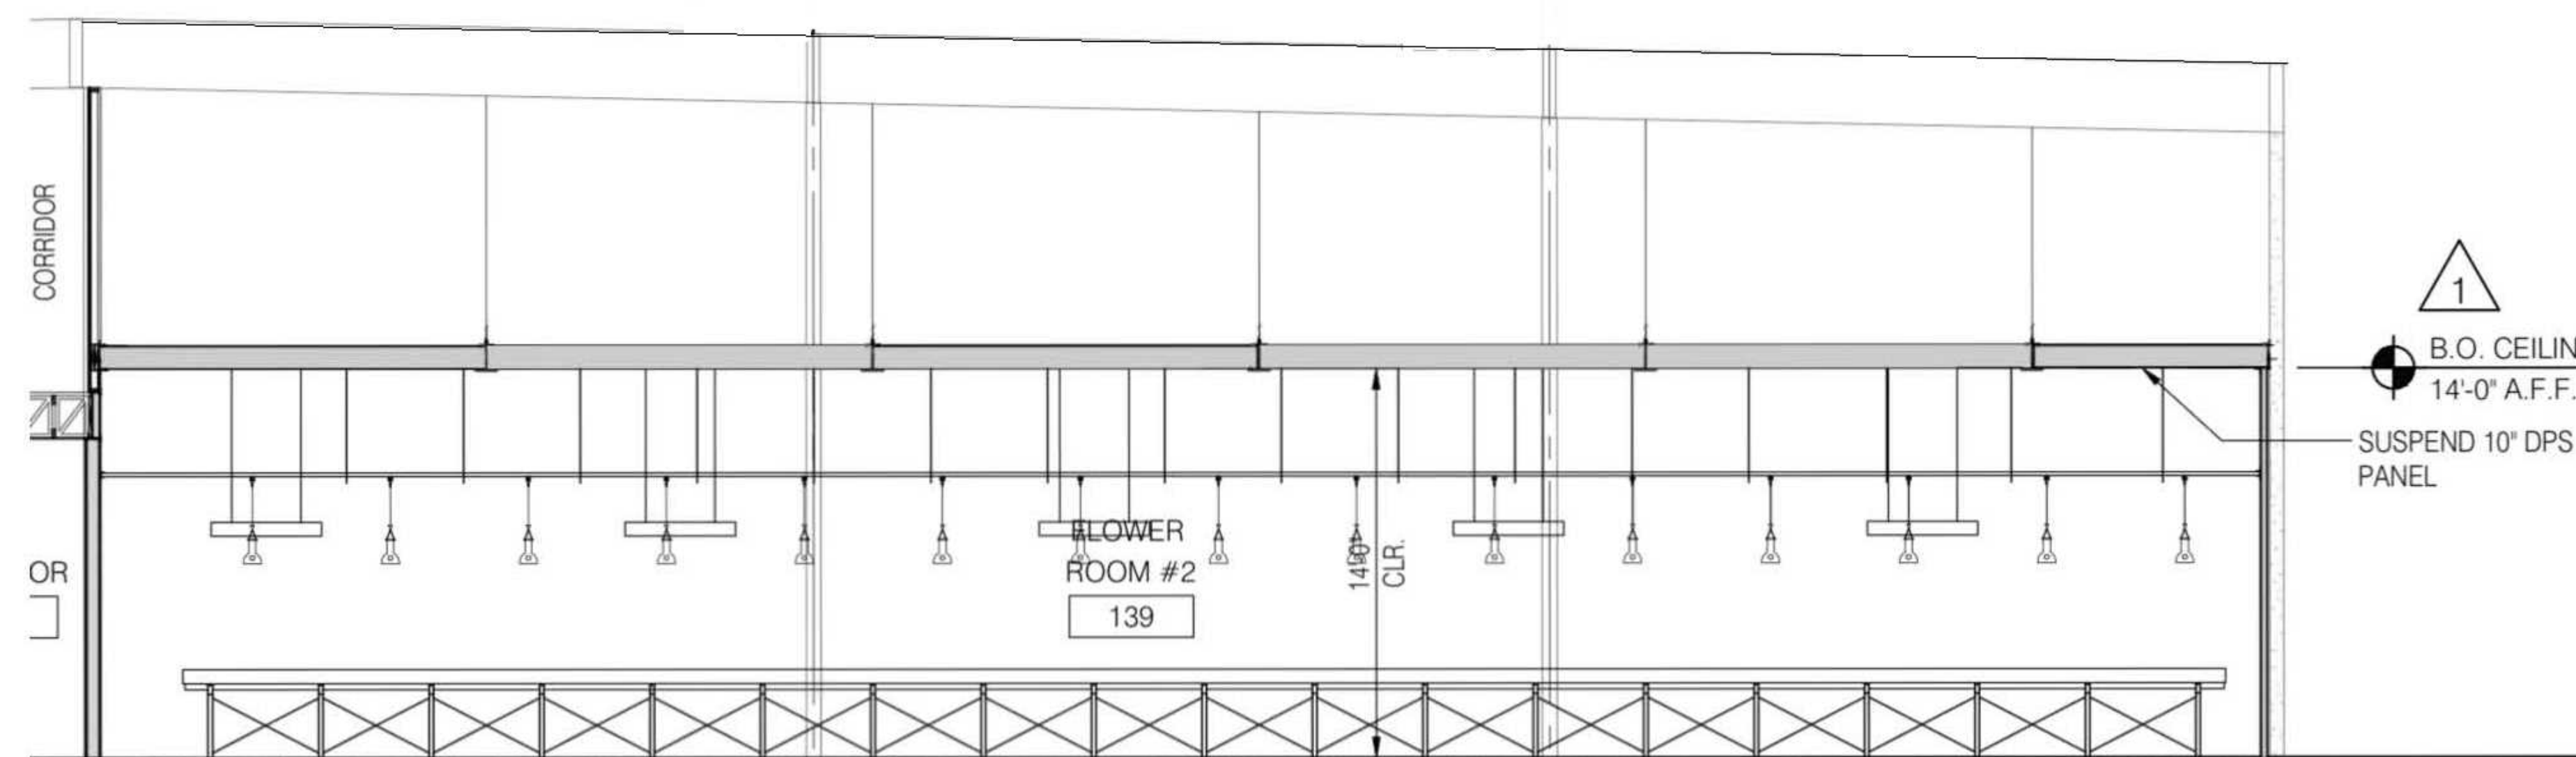 CORRIDOR
1
B.O. CEILIN
14'-0" A.F.F.
SUSPEND 10" DPS
PANEL
FLOWER
ROOM #2
139
14'-0"
CLR.
OR